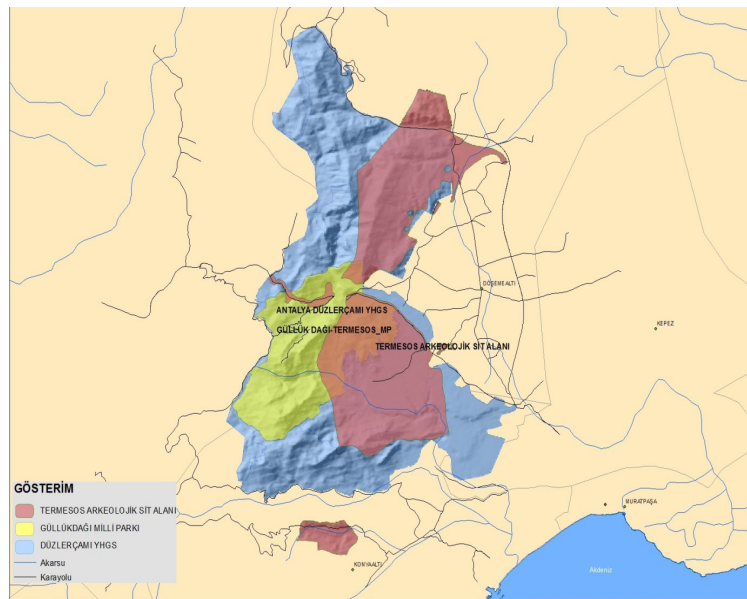 DÖŞEMEALTI
ANTALYA DÜZLERÇAMI YHGS
KEPEZ
GÜLLÜK DAĞI-TERMESOS_MP
TERMESOS ARKEOLOJİK SİT ALANI
GÖSTERİM
TERMESOS ARKEOLOJİK SİT ALANI
GÜLLÜKDAĞI MİLLİ PARKI
DÜZLERÇAMI YHGS
Akarsu
Karayolu
MURATPAŞA
KONYAALTI
Akdeniz